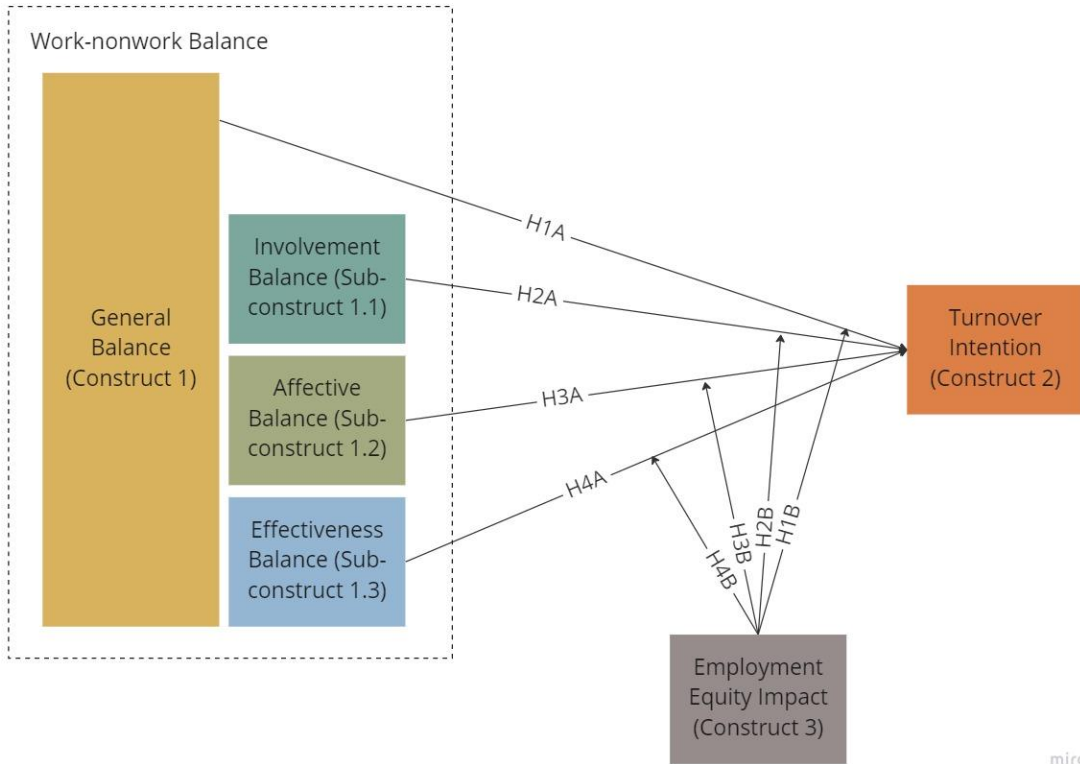 Work-nonwork Balance
General
Balance
(Construct 1)
Involvement
Balance (Sub-
construct 1.1)
Affective
Balance (Sub-
construct 1.2)
Effectiveness
Balance (Sub-
construct 1.3)
H1A
H2A
H3A
H4A
Turnover
Intention
(Construct 2)
H4B
H3B
H2B
H1B
Employment
Equity Impact
(Construct 3)